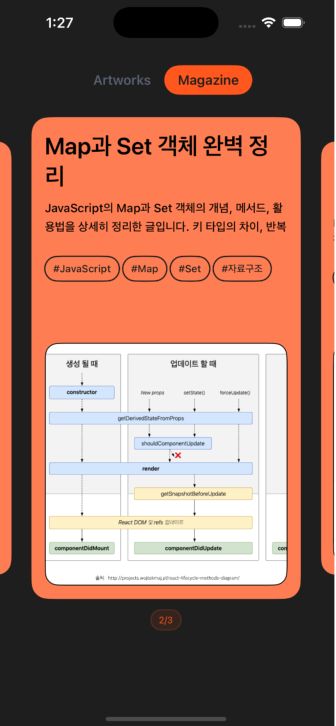 1:27
Artworks
Magazine
Map과 Set 객체 완벽 정
리
JavaScript의 Map과 Set 객체의 개념, 메서드, 활
용법을 상세히 정리한 글입니다. 키 타입의 차이, 반복
#JavaScript
#Map
#Set
#자료구조
생성 될 때
업데이트 할 때
constructor
New props
setState()
forceUpdate()
getDerivedStateFromProps
shouldComponentUpdate
render
getSnapshotBeforeUpdate
React DOM 및 refs 업데이트
componentDidMount
componentDidUpdate
con
출처 : http://projects.wojtekmaj.pl/react-lifecycle-methods-diagram/
2/3